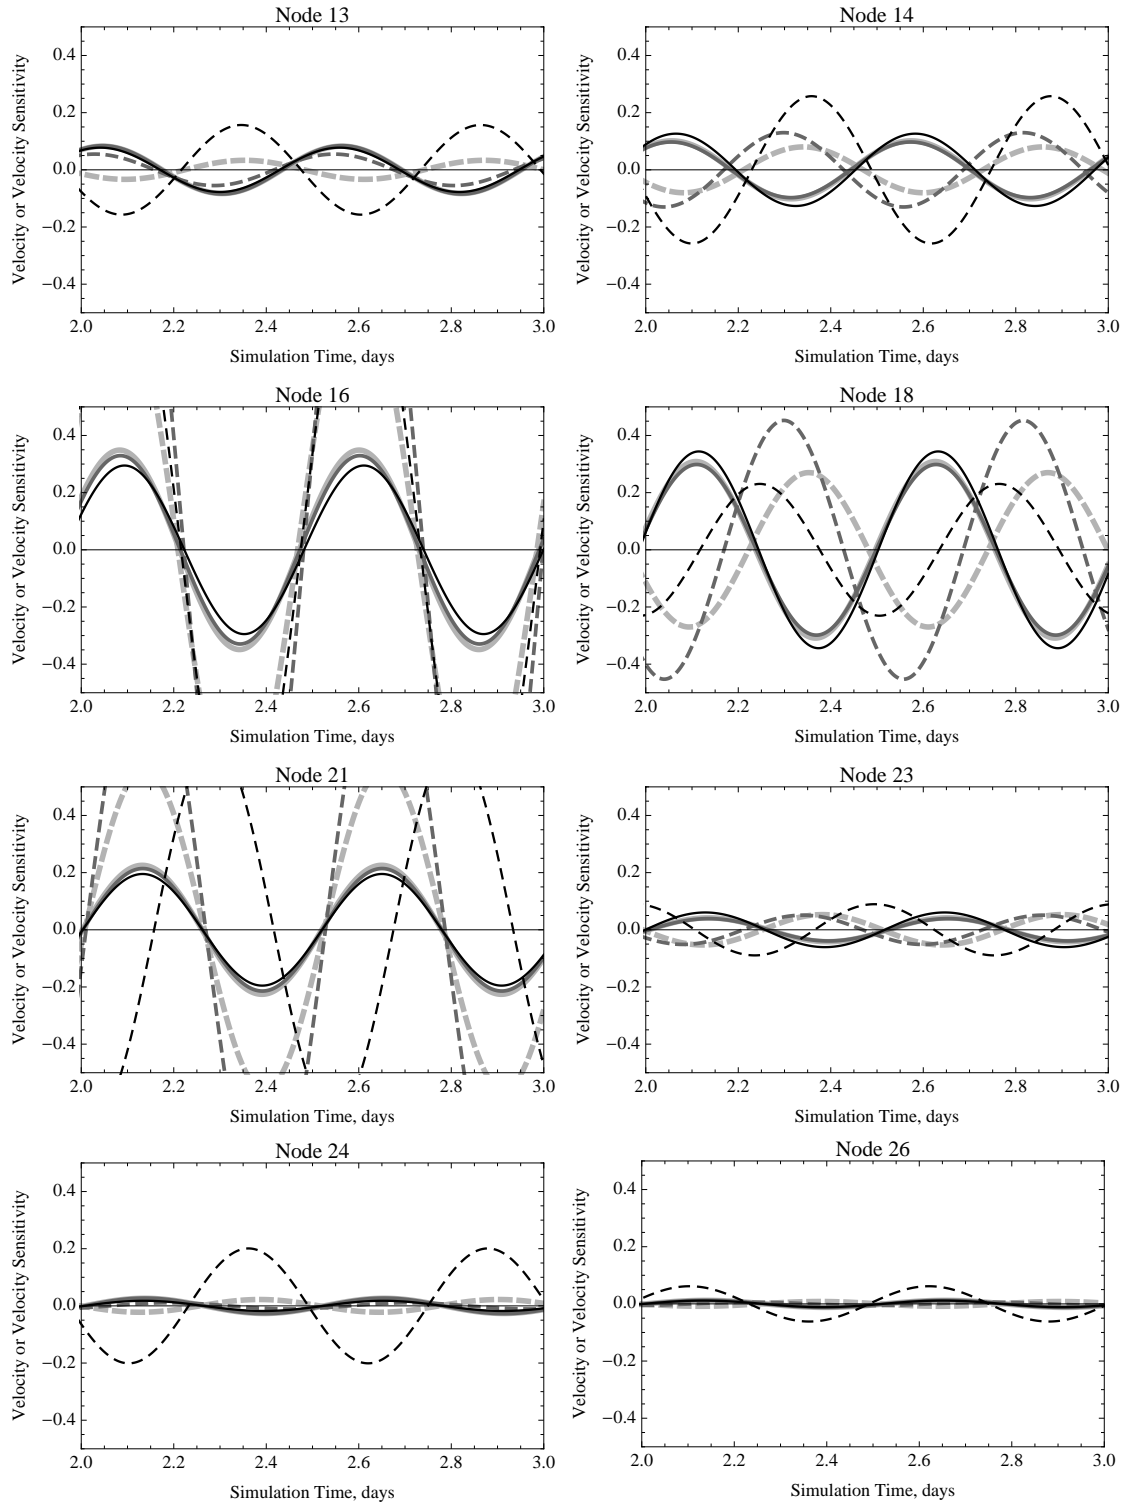 Node 13
Velocity or Velocity Sensitivity
0.4
0.2
0.0
−0.2
−0.4
2.0 2.2 2.4 2.6 2.8 3.0
Simulation Time, days
Node 14
Velocity or Velocity Sensitivity
0.4
0.2
0.0
−0.2
−0.4
2.0 2.2 2.4 2.6 2.8 3.0
Simulation Time, days
Node 16
Velocity or Velocity Sensitivity
0.4
0.2
0.0
−0.2
−0.4
2.0 2.2 2.4 2.6 2.8 3.0
Simulation Time, days
Node 18
Velocity or Velocity Sensitivity
0.4
0.2
0.0
−0.2
−0.4
2.0 2.2 2.4 2.6 2.8 3.0
Simulation Time, days
Node 21
Velocity or Velocity Sensitivity
0.4
0.2
0.0
−0.2
−0.4
2.0 2.2 2.4 2.6 2.8 3.0
Simulation Time, days
Node 23
Velocity or Velocity Sensitivity
0.4
0.2
0.0
−0.2
−0.4
2.0 2.2 2.4 2.6 2.8 3.0
Simulation Time, days
Node 24
Velocity or Velocity Sensitivity
0.4
0.2
0.0
−0.2
−0.4
2.0 2.2 2.4 2.6 2.8 3.0
Simulation Time, days
Node 26
Velocity or Velocity Sensitivity
0.4
0.2
0.0
−0.2
−0.4
2.0 2.2 2.4 2.6 2.8 3.0
Simulation Time, days